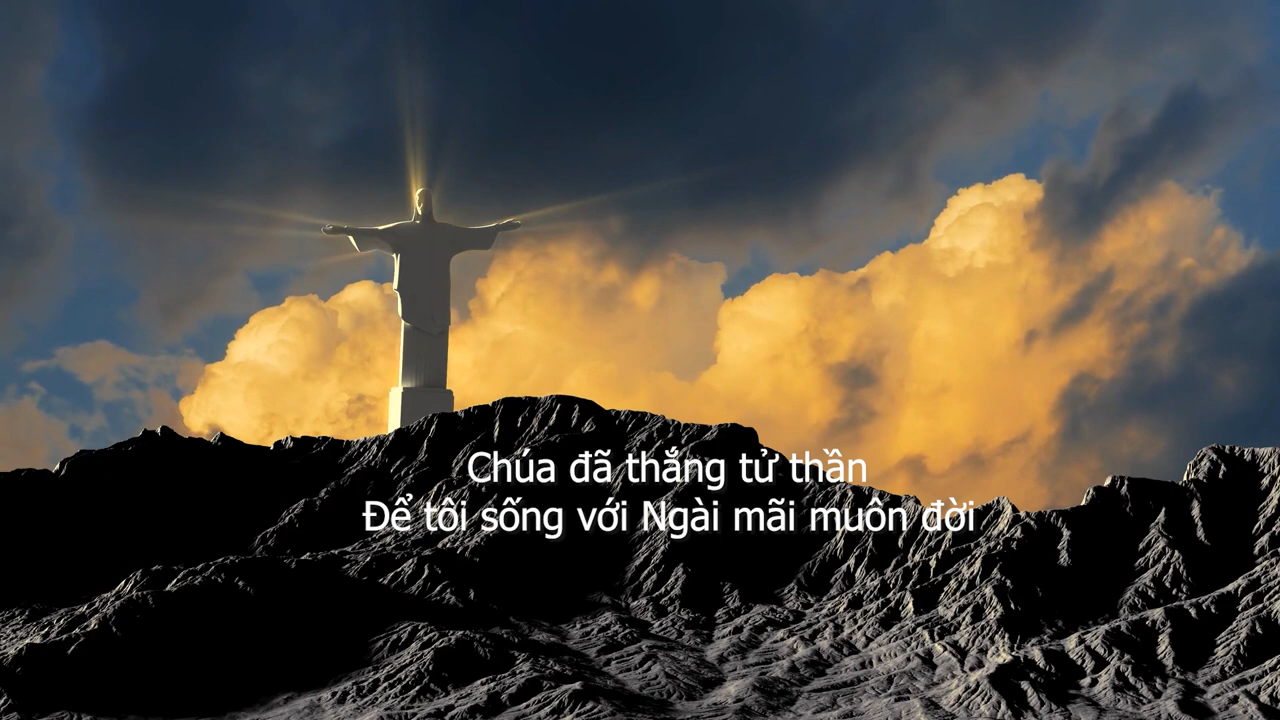 Chúa đã thắng tử thần
Để tôi sống với Ngài mãi muôn đời